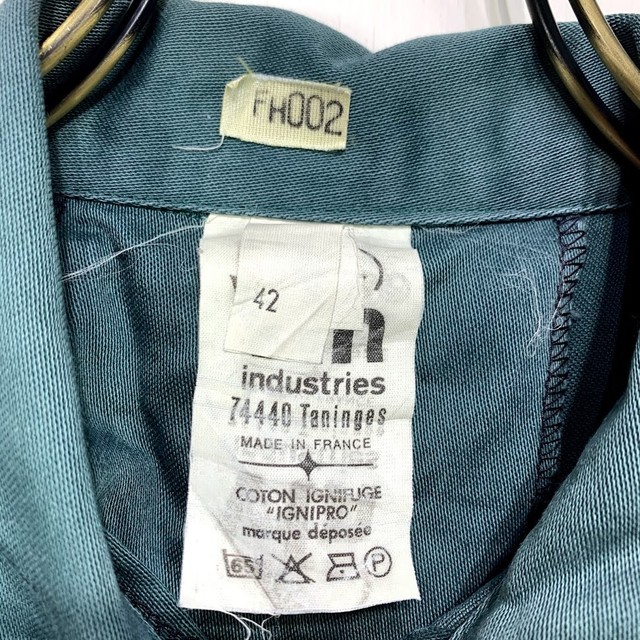 FH002
42
n
industries
74440 Taninges
MADE IN FRANCE
COTON IGNIFUGE
"IGNIPRO"
marque déposée
65 P